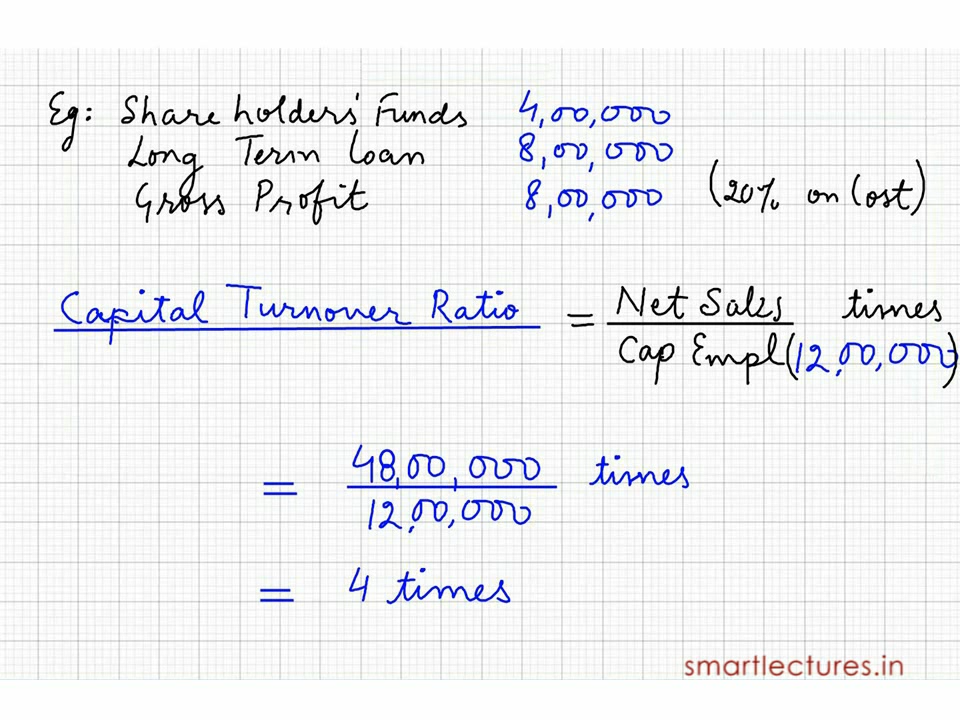 Eg: Share holders' Funds 4,00,000
Long Term Loan 8,00,000
Gross Profit 8,00,000 (20% on Cost)
Capital Turnover Ratio = Net Sales times
Cap Empl (12,00,000)
= 48,00,000 times
12,00,000
= 4 times
smartlectures.in